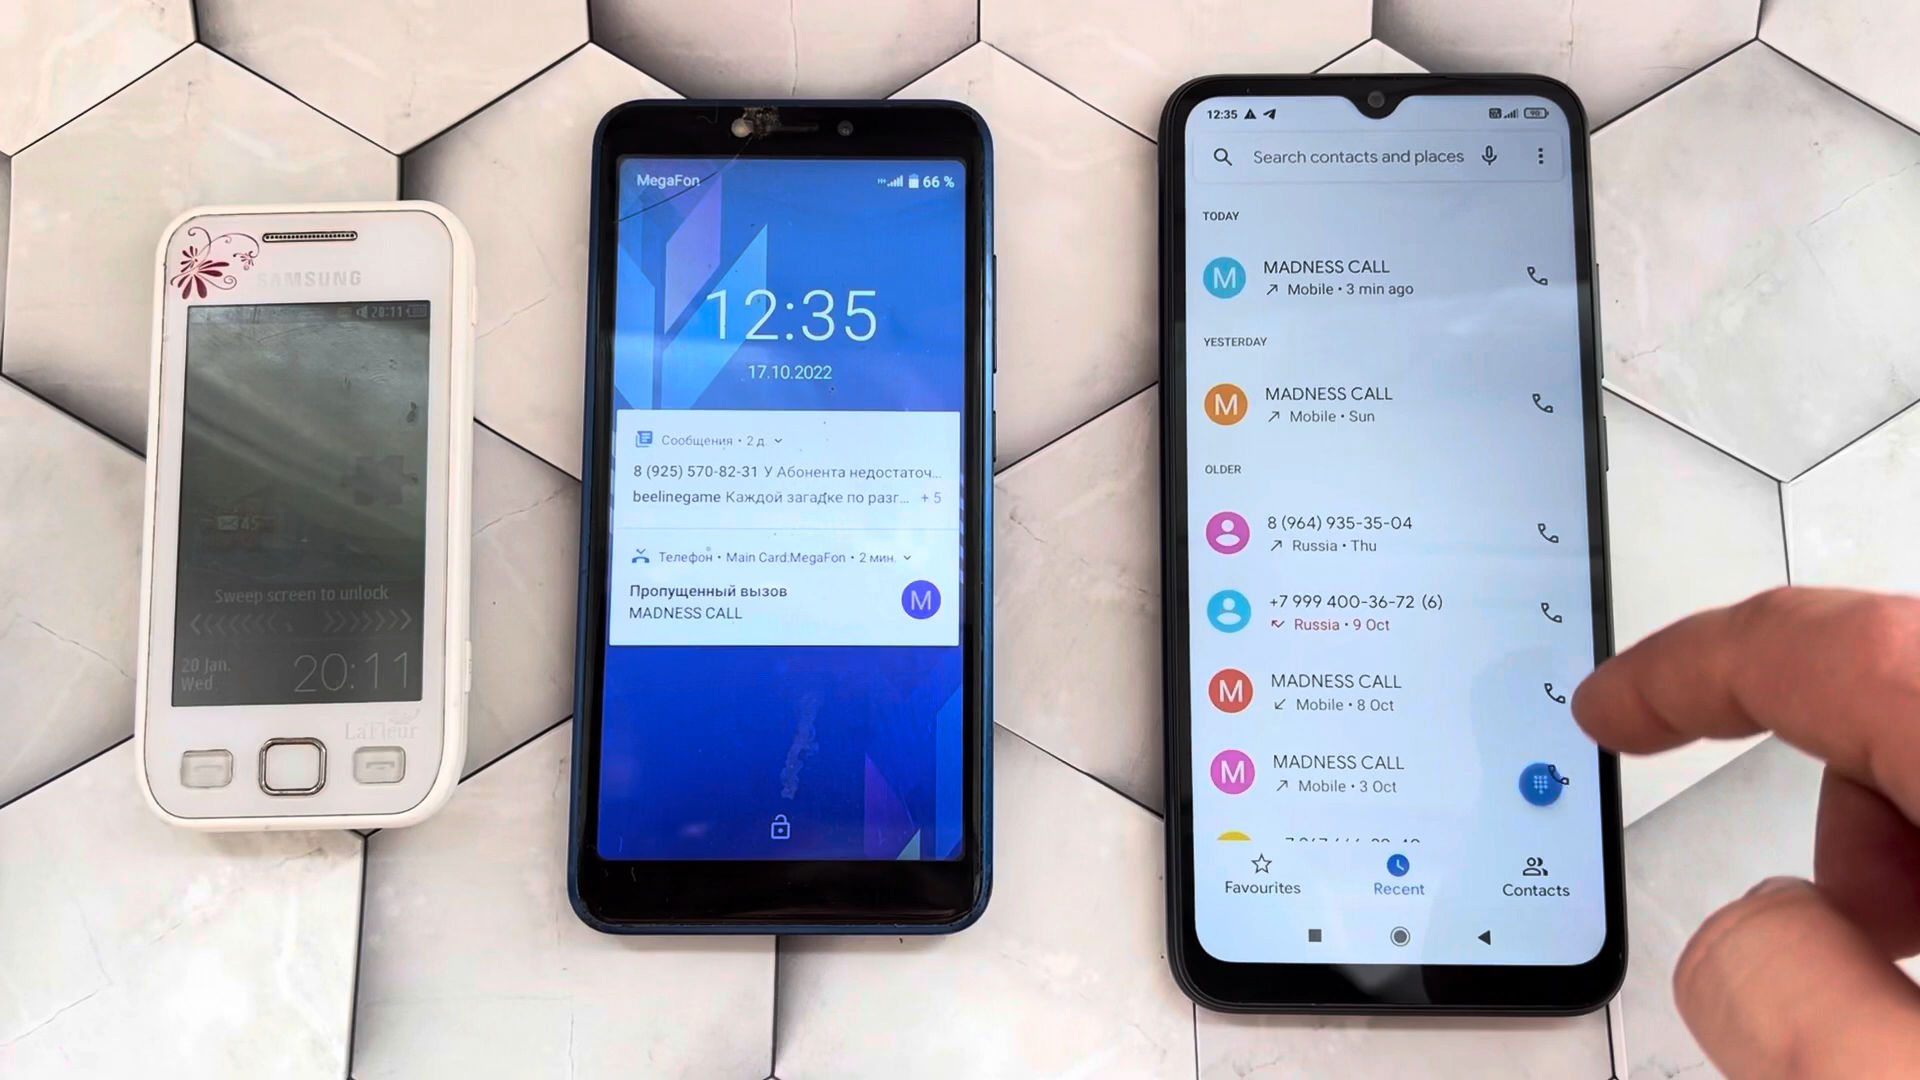 SAMSUNG
20:11
45
Sweep screen to unlock
20 Jan.
Wed.
20:11
LaFleur
MegaFon
66 %
12:35
17.10.2022
Сообщения • 2 д.
8 (925) 570-82-31 У Абонента недостаточ...
beelinegame Каждой загадке по разг... + 5
Телефон • Main Card:MegaFon • 2 мин.
Пропущенный вызов
MADNESS CALL
M
12:35
90
Search contacts and places
TODAY
M
MADNESS CALL
Mobile • 3 min ago
YESTERDAY
M
MADNESS CALL
Mobile • Sun
OLDER
8 (964) 935-35-04
Russia • Thu
+7 999 400-36-72 (6)
Russia • 9 Oct
M
MADNESS CALL
Mobile • 8 Oct
M
MADNESS CALL
Mobile • 3 Oct
Favourites
Recent
Contacts